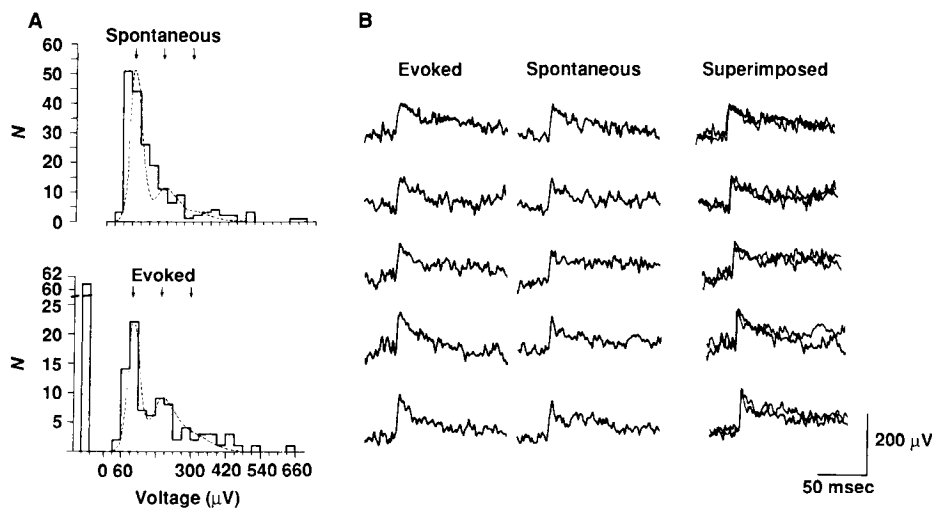 A
Spontaneous
60
50
40
30
20
10
0
N
Evoked
62
60
25
20
15
10
5
N
0 60 300 420 540 660
Voltage (μV)
B
Evoked Spontaneous Superimposed
200 μV
50 msec